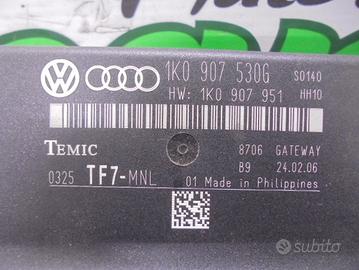 1K0 907 530G S0140
HW: 1K0 907 951 HH10
TEMIC 8706 GATEWAY
B9 24.02.06
0325 TF7-MNL 01 Made in Philippines
subito